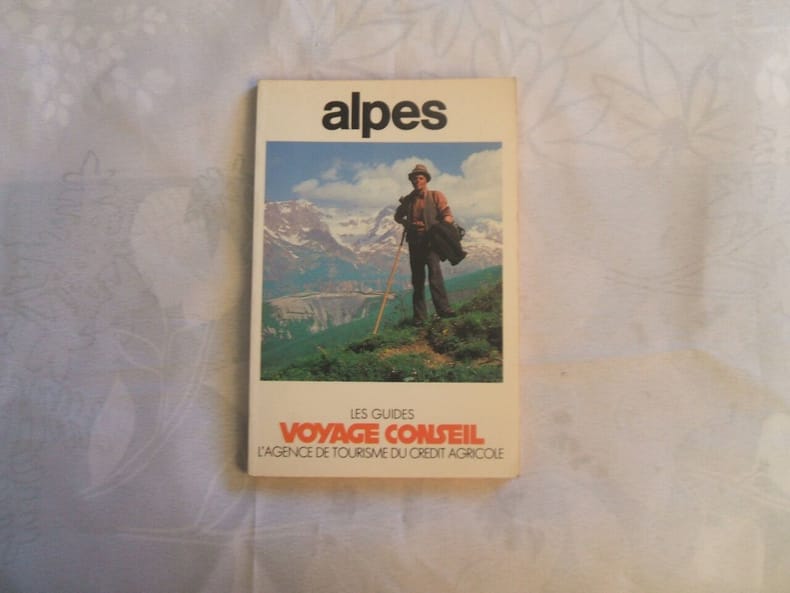 alpes
LES GUIDES
VOYAGE CONSEIL
L'AGENCE DE TOURISME DU CREDIT AGRICOLE